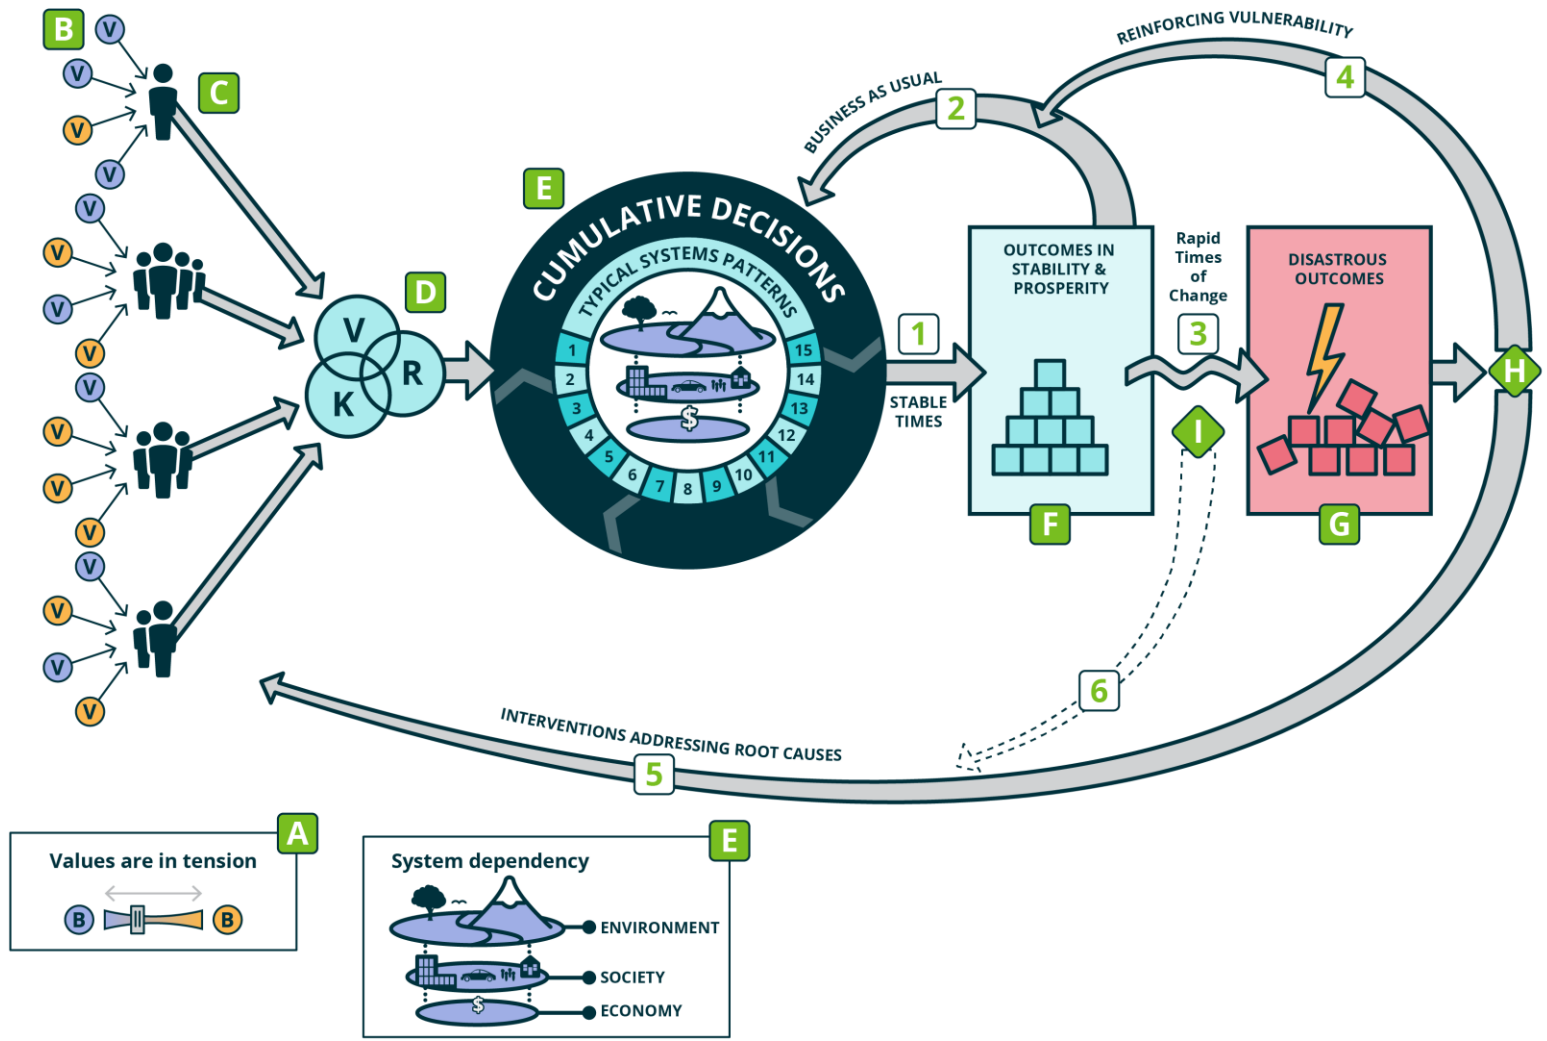 B
V
V
C
V
V
V
V
V
V
V
V
V
V
V
V
V
V
A
Values are in tension
B
B
D
V
R
K
E
CUMULATIVE DECISIONS
TYPICAL SYSTEMS PATTERNS
1
2
3
4
5
6
7
8
9
10
11
12
13
14
15
$
1
STABLE
TIMES
BUSINESS AS USUAL
2
REINFORCING VULNERABILITY
4
OUTCOMES IN
STABILITY &
PROSPERITY
F
Rapid
Times
of
Change
3
I
DISASTROUS
OUTCOMES
G
H
6
INTERVENTIONS ADDRESSING ROOT CAUSES
5
E
System dependency
ENVIRONMENT
SOCIETY
$
ECONOMY